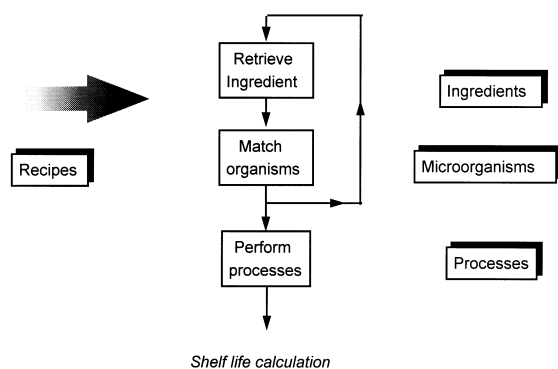 Retrieve
Ingredient
Ingredients
Match
organisms
Recipes
Microorganisms
Perform
processes
Processes
Shelf life calculation